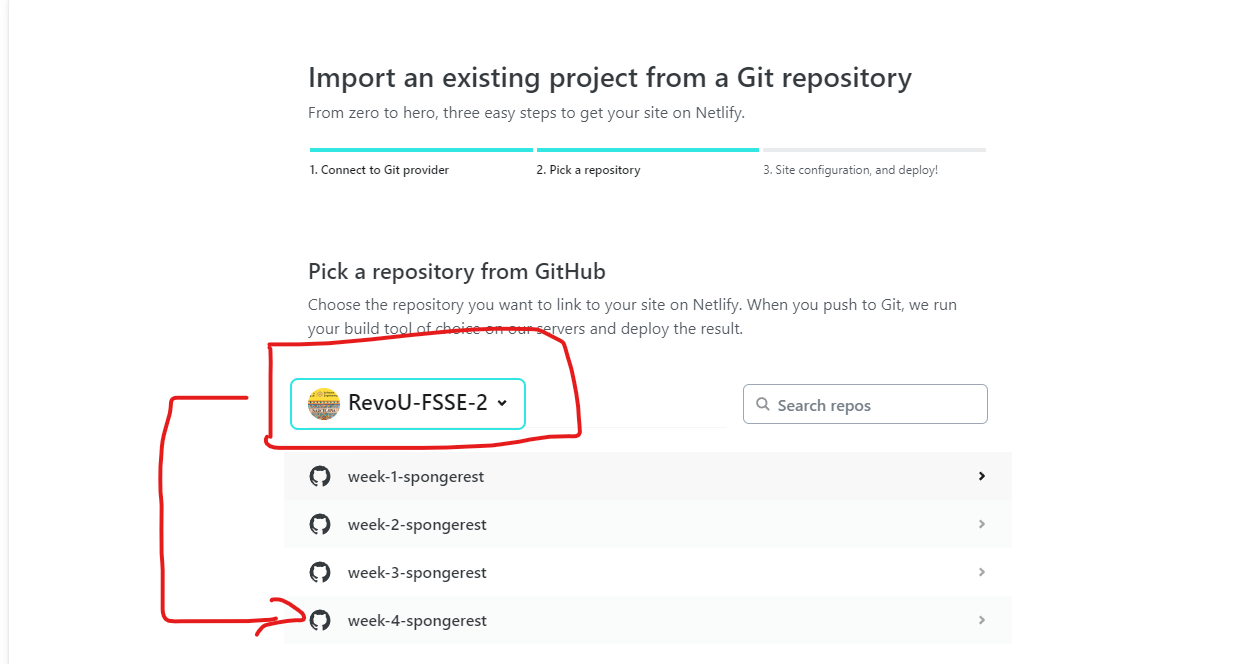 Import an existing project from a Git repository
From zero to hero, three easy steps to get your site on Netlify.
1. Connect to Git provider
2. Pick a repository
3. Site configuration, and deploy!
Pick a repository from GitHub
Choose the repository you want to link to your site on Netlify. When you push to Git, we run
your build tool of choice on our servers and deploy the result.
RevoU-FSSE-2
Search repos
week-1-spongerest
week-2-spongerest
week-3-spongerest
week-4-spongerest